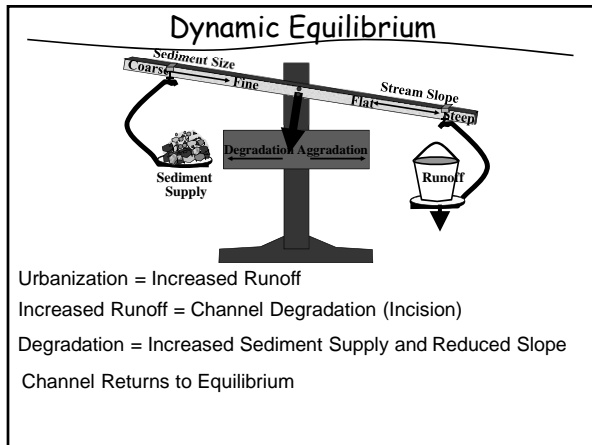 Dynamic Equilibrium
Sediment Size
Coarse Fine
Stream Slope
Flat Steep
Degradation Aggradation
Sediment
Supply
Runoff
Urbanization = Increased Runoff
Increased Runoff = Channel Degradation (Incision)
Degradation = Increased Sediment Supply and Reduced Slope
Channel Returns to Equilibrium